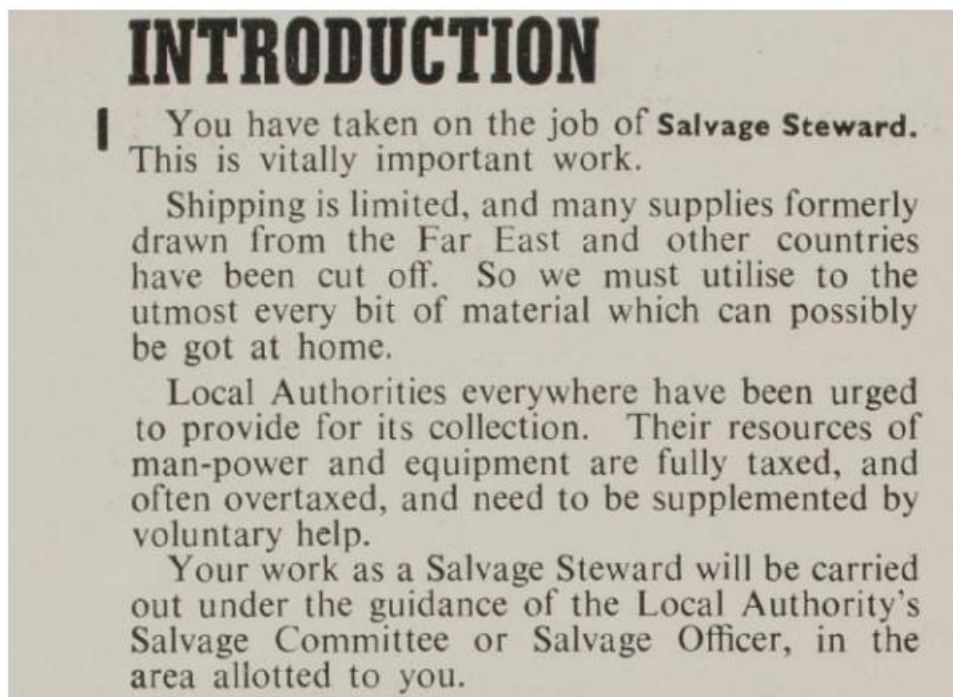 INTRODUCTION
You have taken on the job of Salvage Steward.
This is vitally important work.
Shipping is limited, and many supplies formerly
drawn from the Far East and other countries
have been cut off. So we must utilise to the
utmost every bit of material which can possibly
be got at home.
Local Authorities everywhere have been urged
to provide for its collection. Their resources of
man-power and equipment are fully taxed, and
often overtaxed, and need to be supplemented by
voluntary help.
Your work as a Salvage Steward will be carried
out under the guidance of the Local Authority's
Salvage Committee or Salvage Officer, in the
area allotted to you.